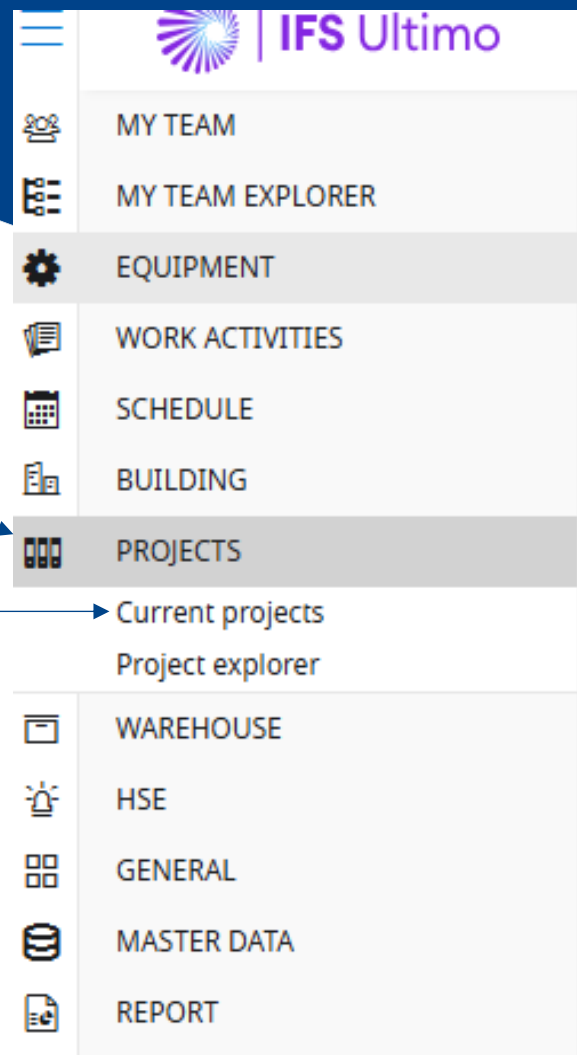 IFS Ultimo
MY TEAM
MY TEAM EXPLORER
EQUIPMENT
WORK ACTIVITIES
SCHEDULE
BUILDING
PROJECTS
Current projects
Project explorer
WAREHOUSE
HSE
GENERAL
MASTER DATA
REPORT